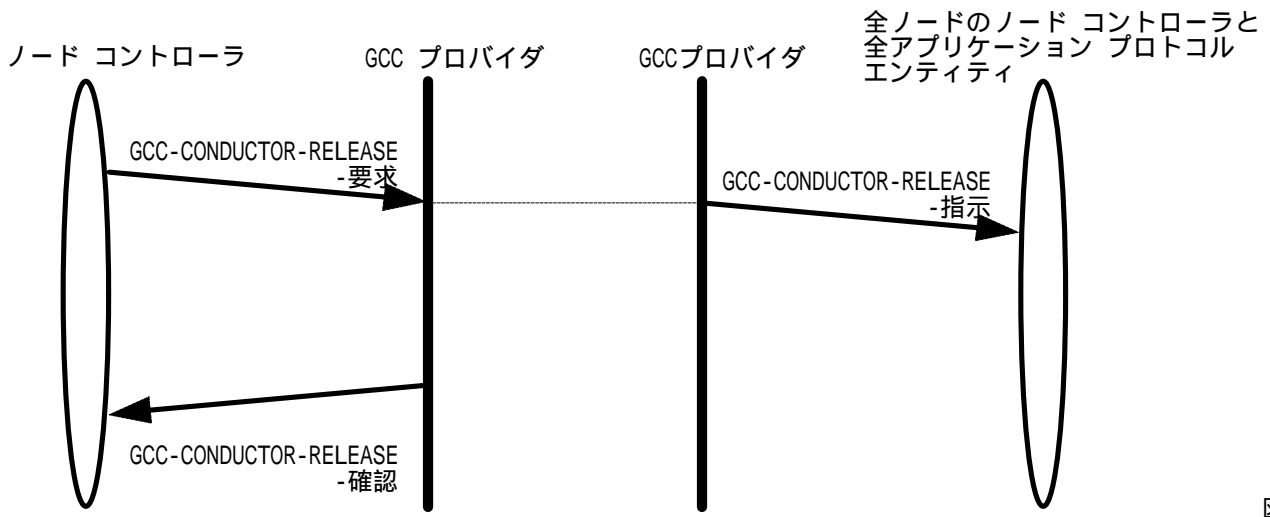 全ノードのノード コントローラと
全アプリケーション プロトコル
エンティティ
ノード コントローラ
GCC プロバイダ
GCCプロバイダ
GCC-CONDUCTOR-RELEASE
-要求
GCC-CONDUCTOR-RELEASE
-指示
GCC-CONDUCTOR-RELEASE
-確認